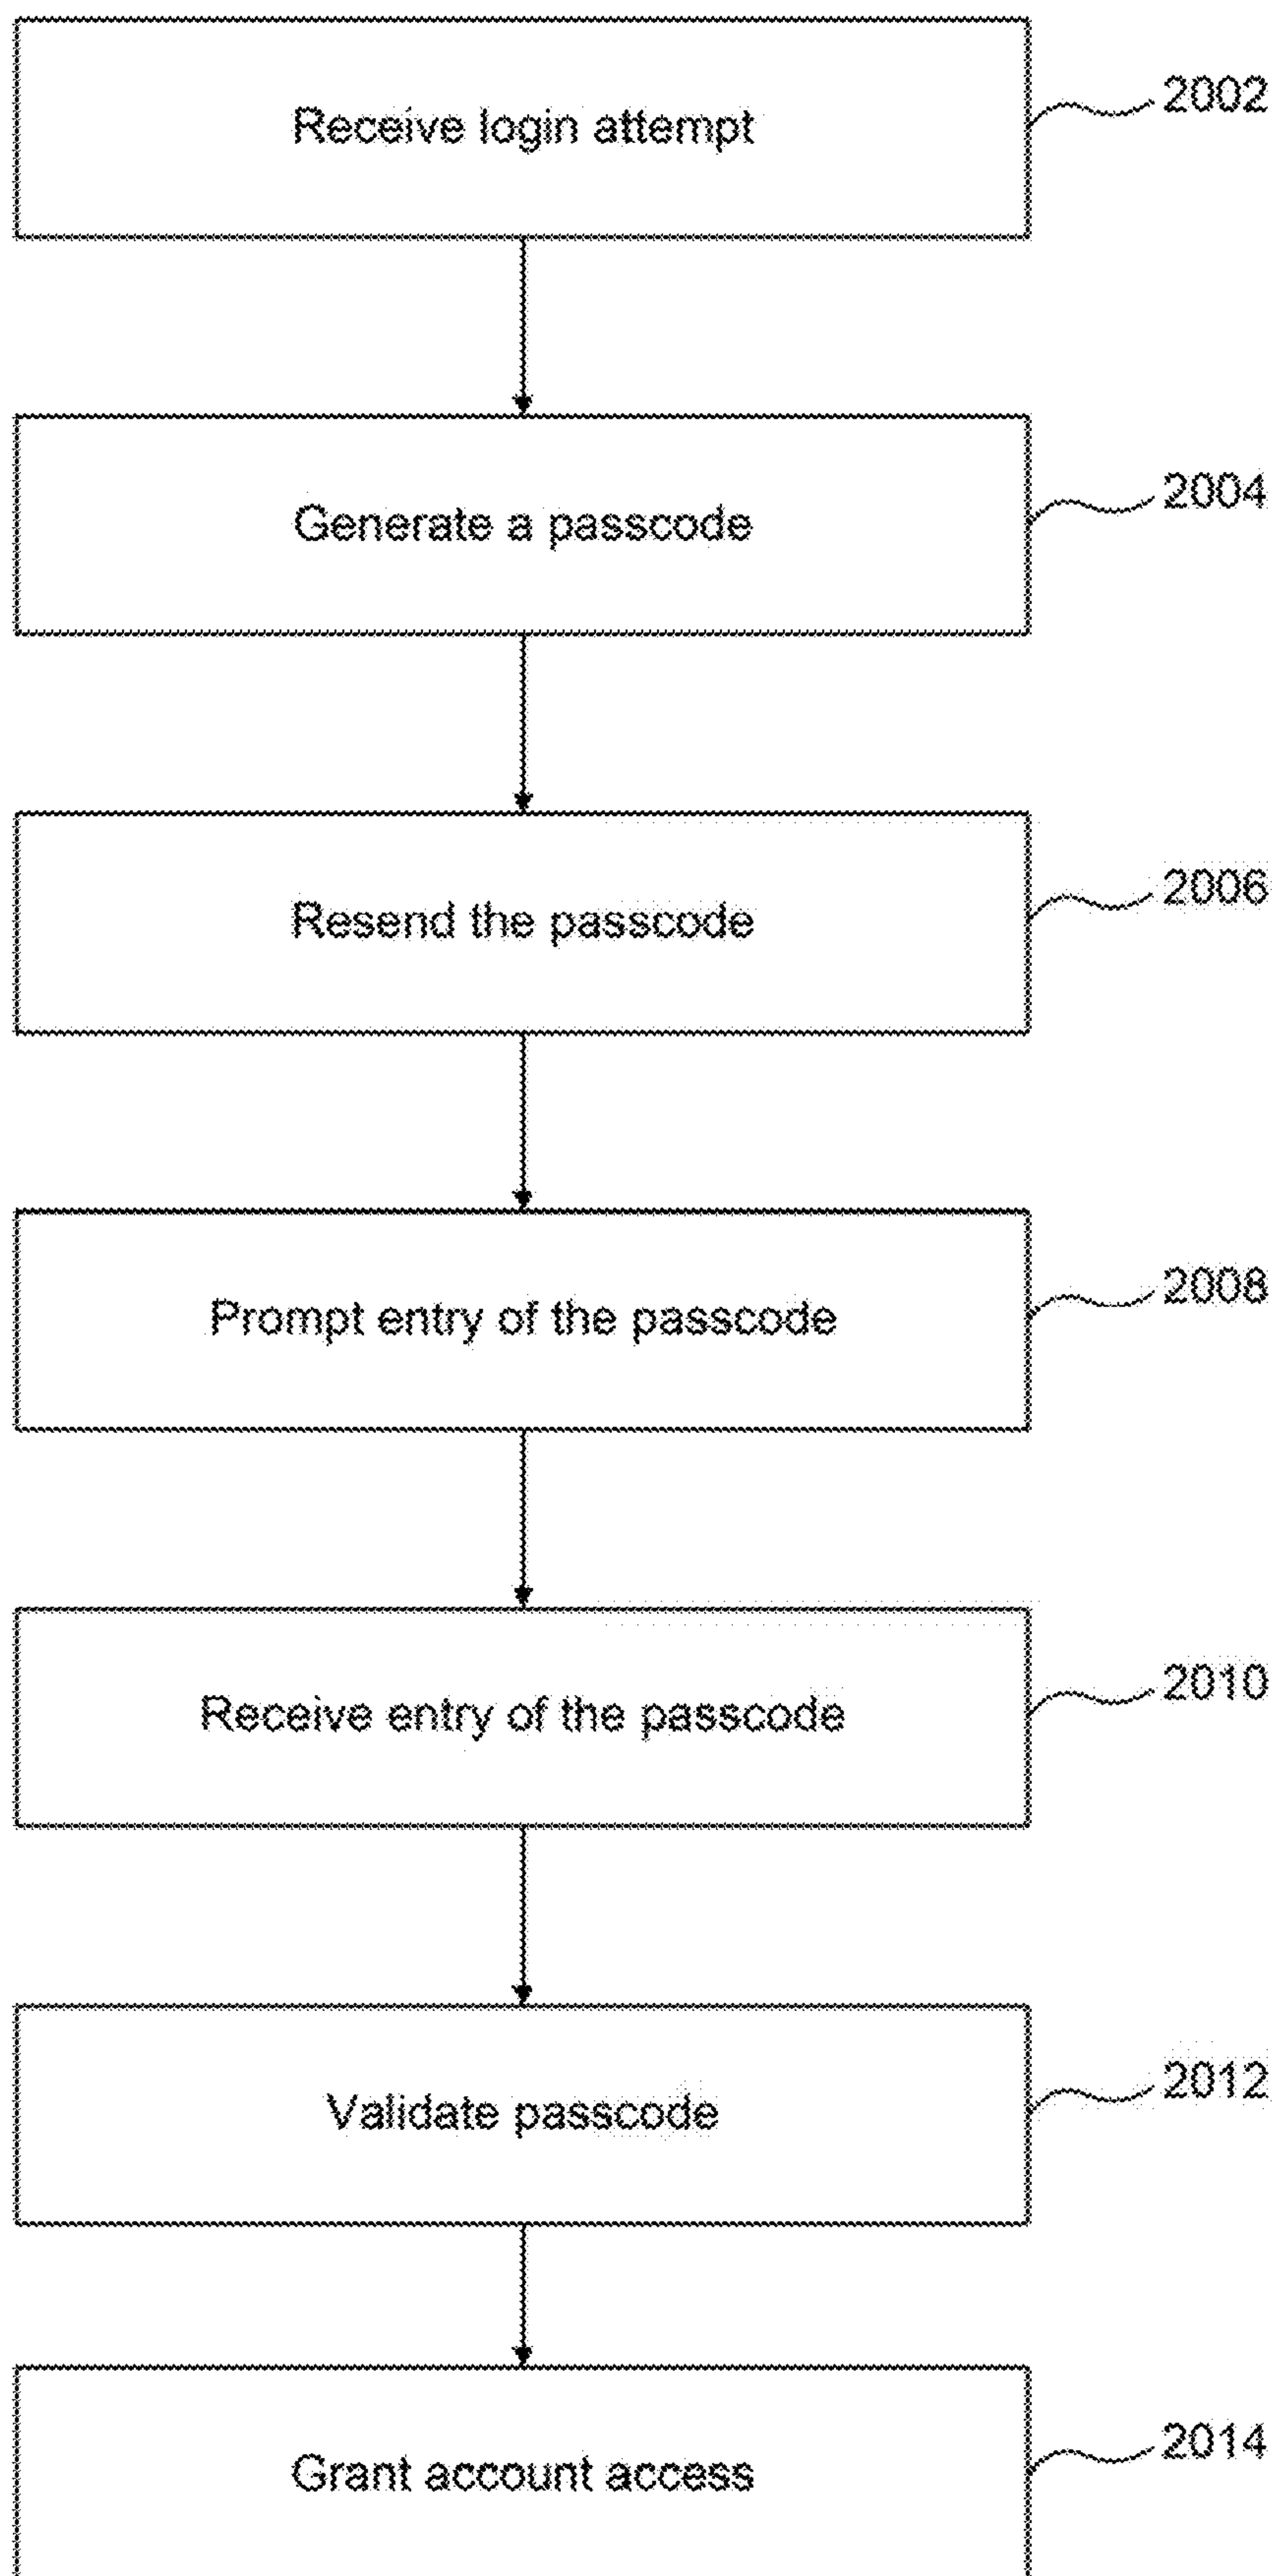 Receive login attempt
2002
Generate a passcode
2004
Resend the passcode
2006
Prompt entry of the passcode
2008
Receive entry of the passcode
2010
Validate passcode
2012
Grant account access
2014